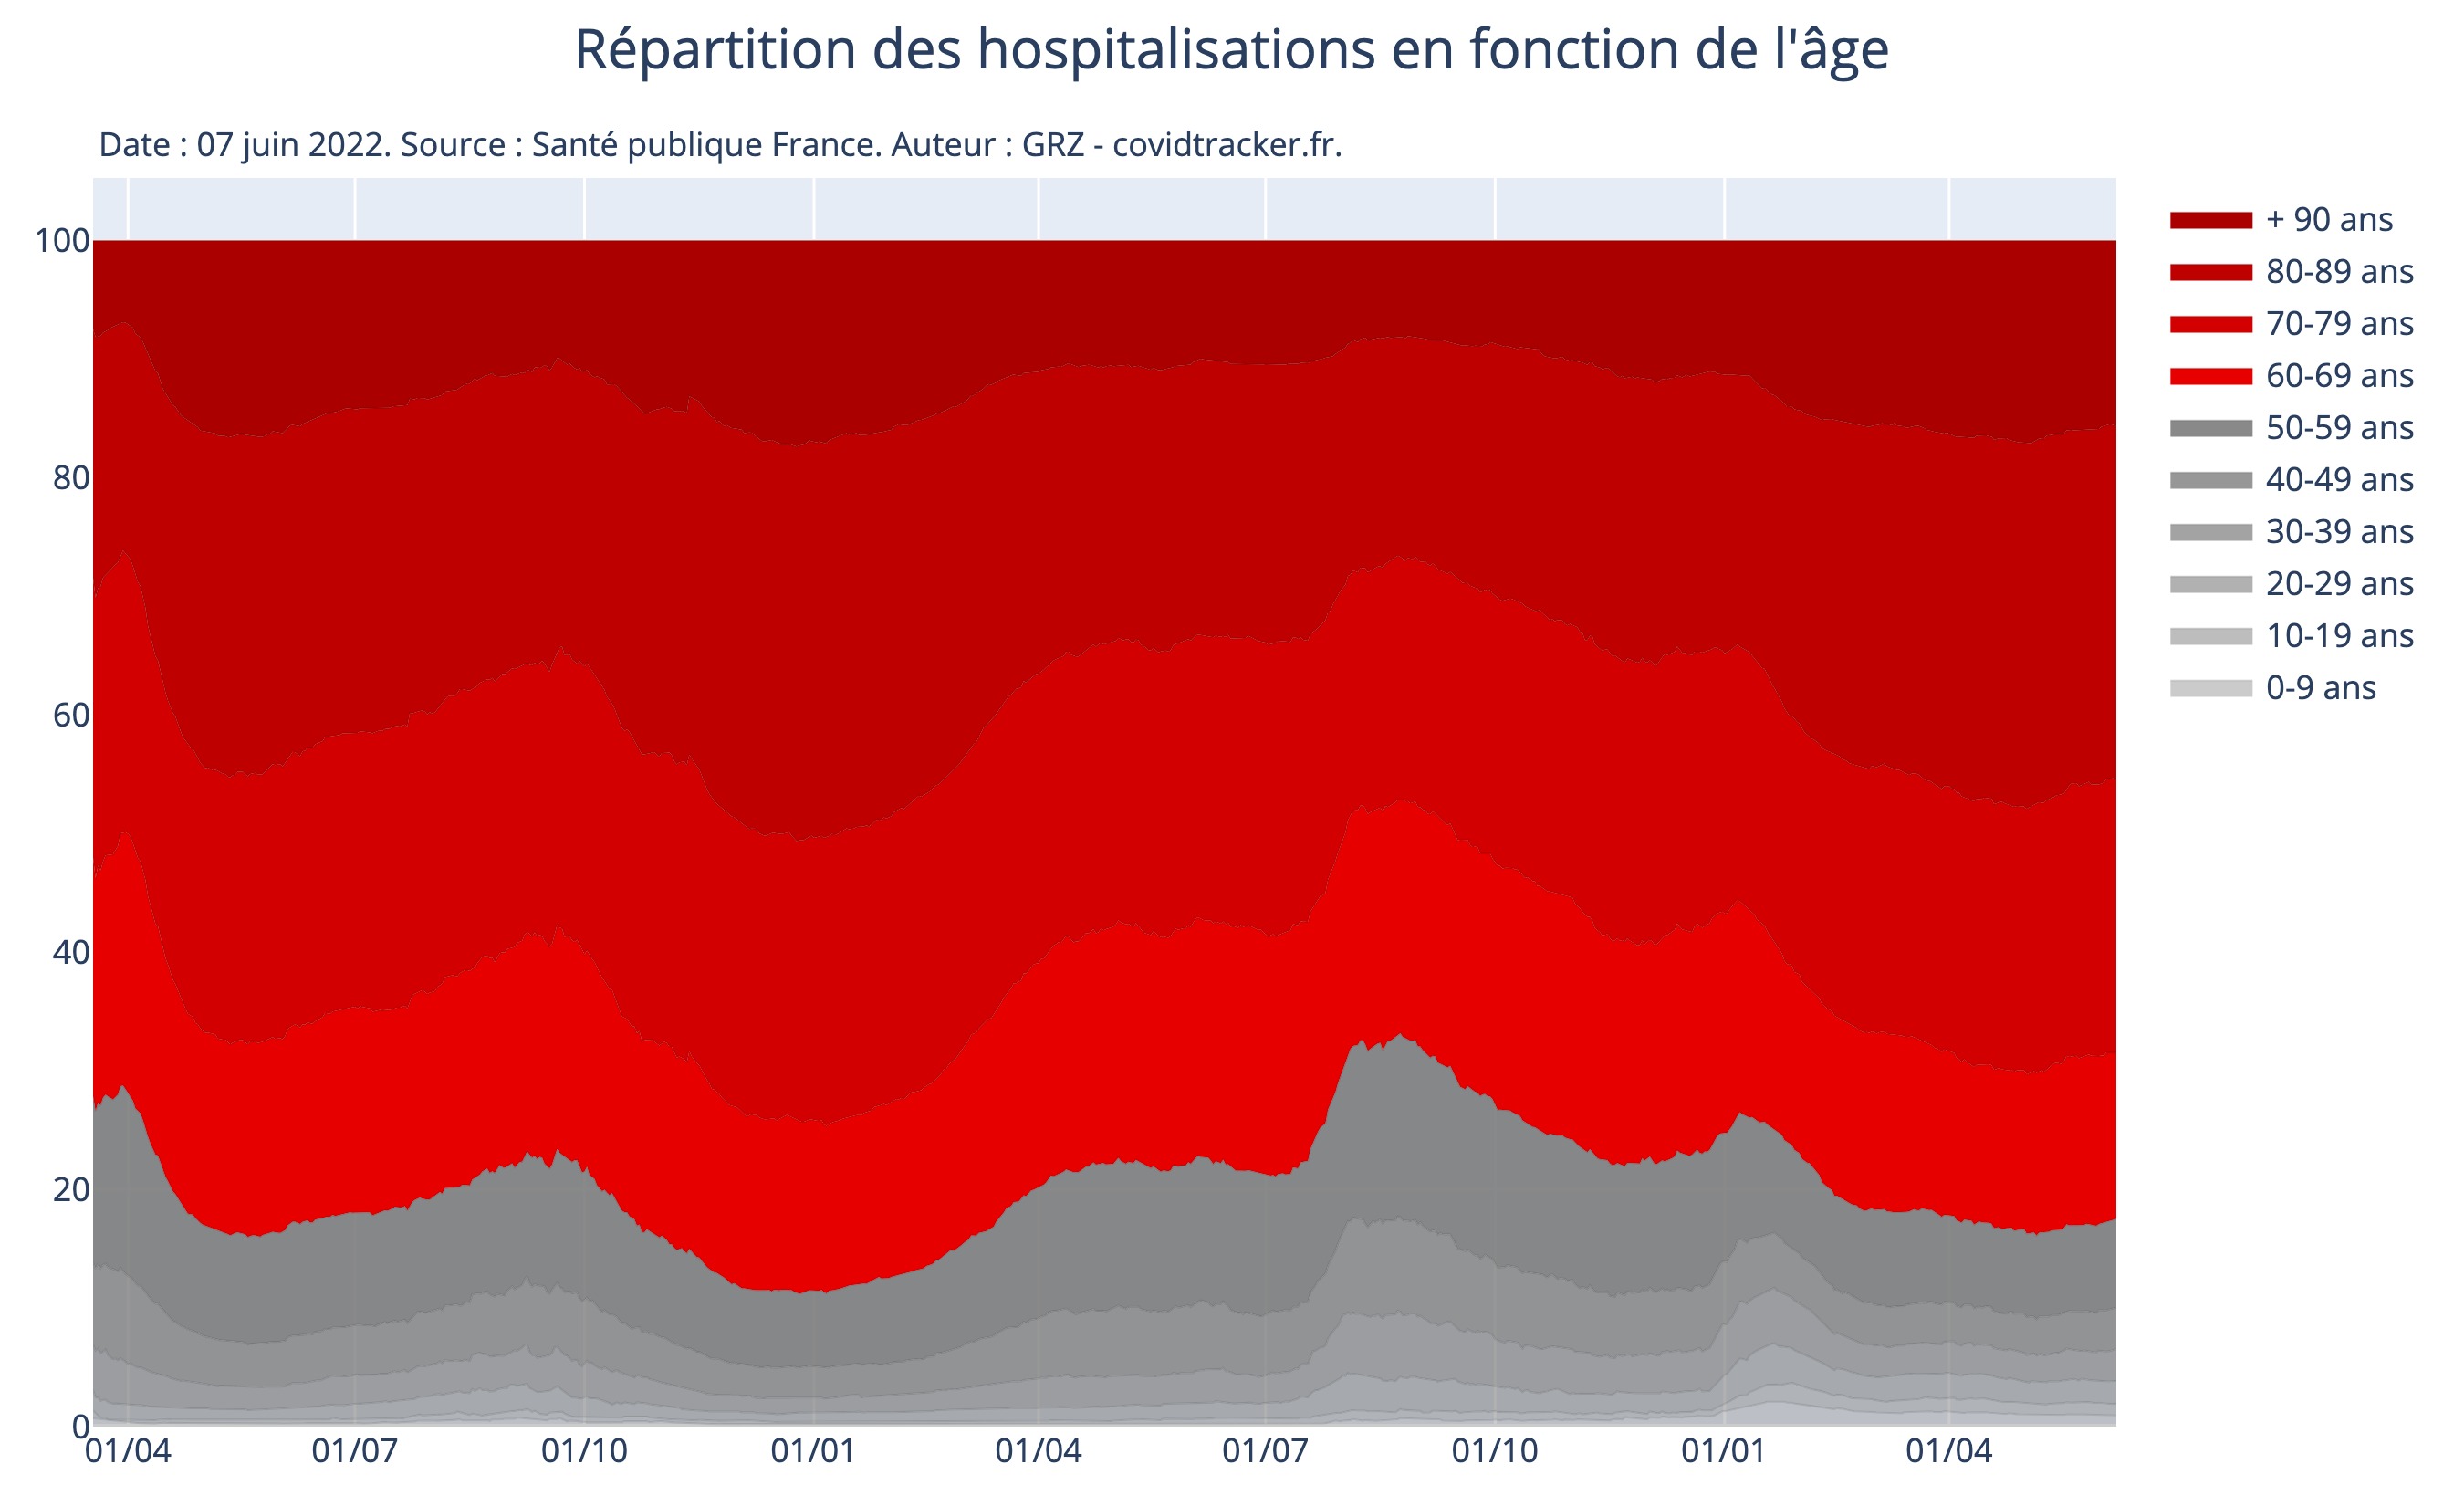 Répartition des hospitalisations en fonction de l'âge
Date : 07 juin 2022. Source : Santé publique France. Auteur : GRZ - covidtracker.fr.
100
80
60
40
20
0
01/04 01/07 01/10 01/01 01/04 01/07 01/10 01/01 01/04
+ 90 ans
80-89 ans
70-79 ans
60-69 ans
50-59 ans
40-49 ans
30-39 ans
20-29 ans
10-19 ans
0-9 ans